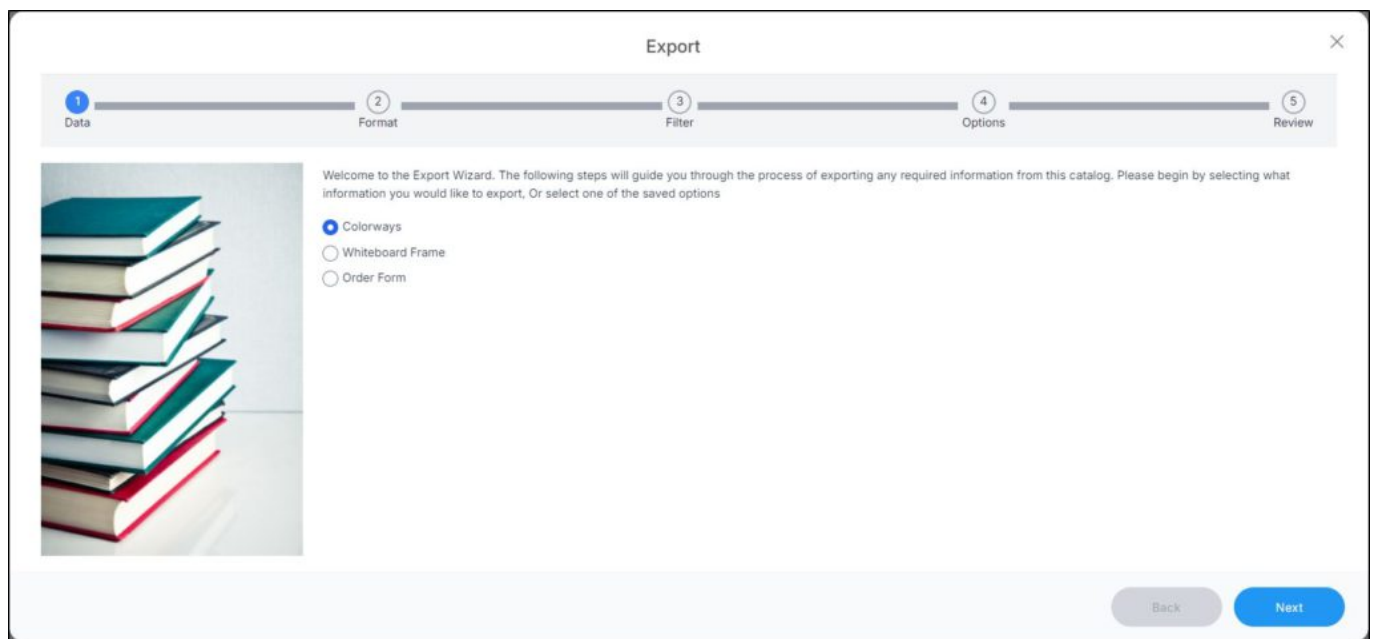 Export
1
2
3
4
5
Data
Format
Filter
Options
Review
Welcome to the Export Wizard. The following steps will guide you through the process of exporting any required information from this catalog. Please begin by selecting what
information you would like to export, Or select one of the saved options
Colorways
Whiteboard Frame
Order Form
Back
Next